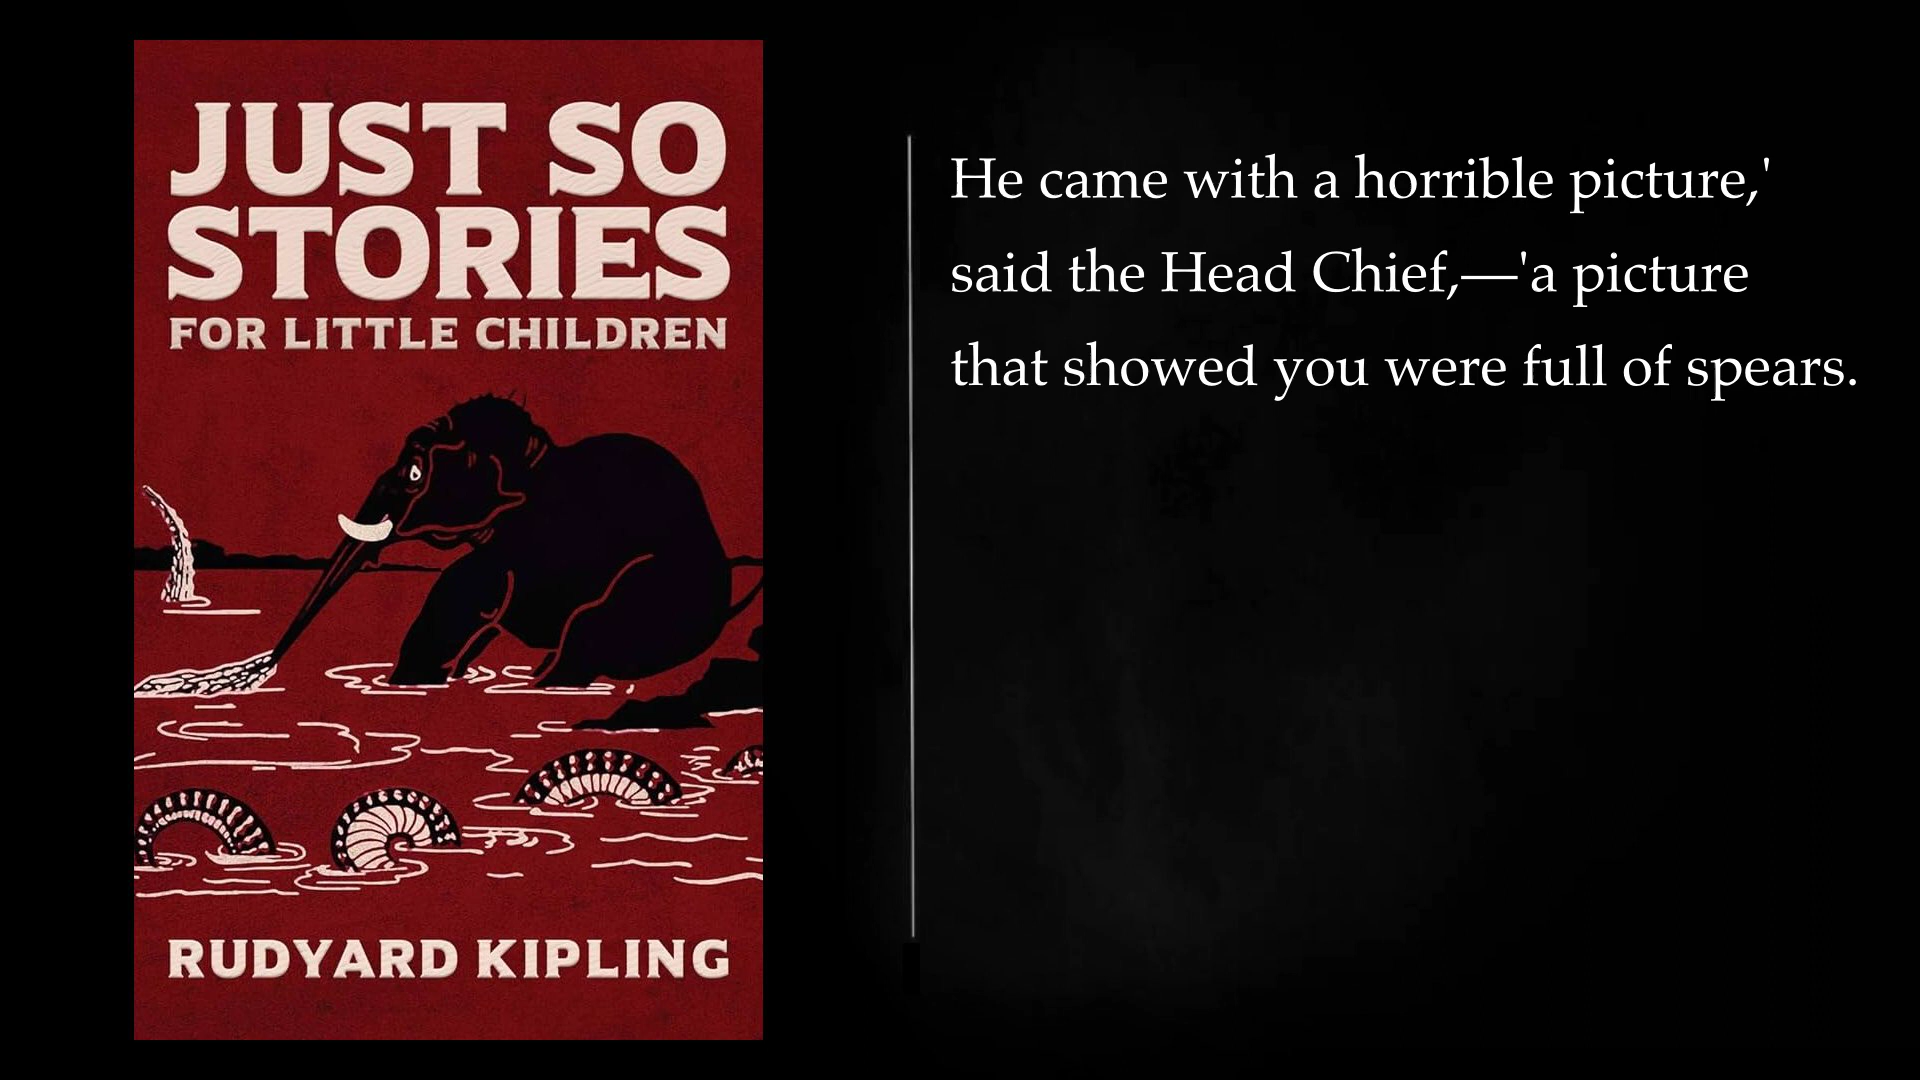 JUST SO
STORIES
FOR LITTLE CHILDREN
RUDYARD KIPLING
He came with a horrible picture,'
said the Head Chief,—'a picture
that showed you were full of spears.